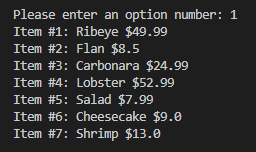 Please enter an option number: 1
Item #1: Ribeye $49.99
Item #2: Flan $8.5
Item #3: Carbonara $24.99
Item #4: Lobster $52.99
Item #5: Salad $7.99
Item #6: Cheesecake $9.0
Item #7: Shrimp $13.0